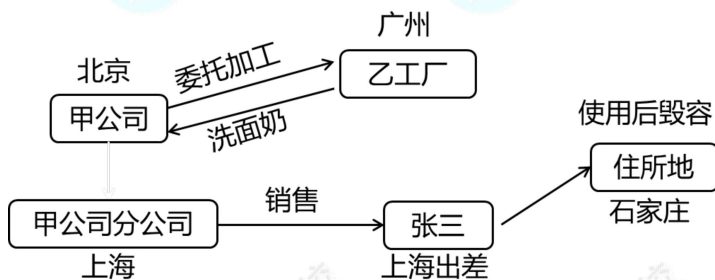 广州
北京
委托加工
乙工厂
甲公司
洗面奶
使用后毁容
住所地
石家庄
甲公司分公司
销售
张三
上海
上海出差